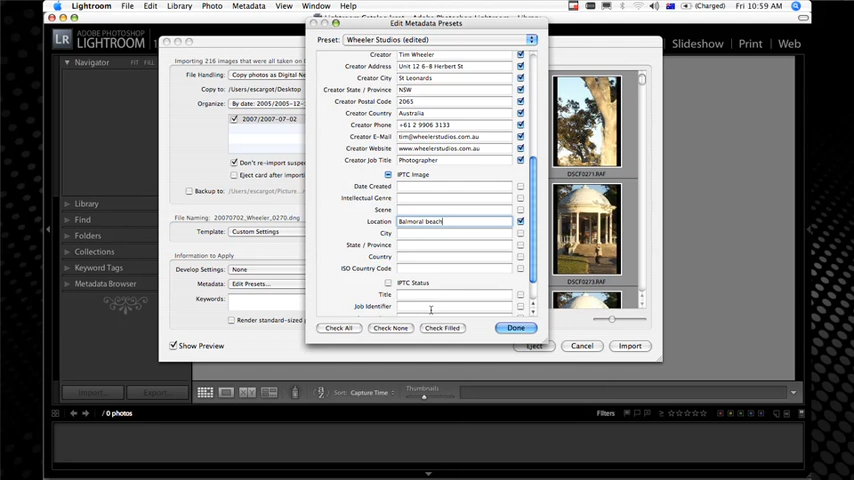 Lightroom File Edit Library Photo Metadata View Window Help (Charged) Fri 10:59 AM
Edit Metadata Presets
ADOBE PHOTOSHOP
LR LIGHTROOM
Slideshow Print Web
Navigator FIT FILL
Library
Find
Folders
Collections
Keyword Tags
Metadata Browser
Import... Export...
Importing 216 images that were
File Handling: Copy photos as Digital Ne
Copy to: /Users/escargot/Desktop
Organize: By date: 2005/2005-12-
2007/2007-07-02
Don't re-import suspe
Eject card after importi
Backup to: /Users/escargot/Picture
File Naming: 20070702_Wheeler_0270.dng
Template: Custom Settings
Information to Apply
Develop Settings: None
Metadata: Edit Presets...
Keywords:
Render standard-sized p
Show Preview
Eject Cancel Import
Preset: Wheeler Studios (edited)
Creator Tim Wheeler
Creator Address Unit 12 6-8 Herbert St
Creator City St Leonards
Creator State / Province NSW
Creator Postal Code 2065
Creator Country Australia
Creator Phone +61 2 9906 3133
Creator E-Mail tim@wheelerstudios.com.au
Creator Website www.wheelerstudios.com.au
Creator Job Title Photographer
IPTC Image
Date Created
Intellectual Genre
Scene
Location Balmoral beach
City
State / Province
Country
ISO Country Code
IPTC Status
Title
Job Identifier
Check All Check None Check Filled Done
DSCF0271.RAF
DSCF0273.RAF
Sort: Capture Time Thumbnails
/ 0 photos Filters